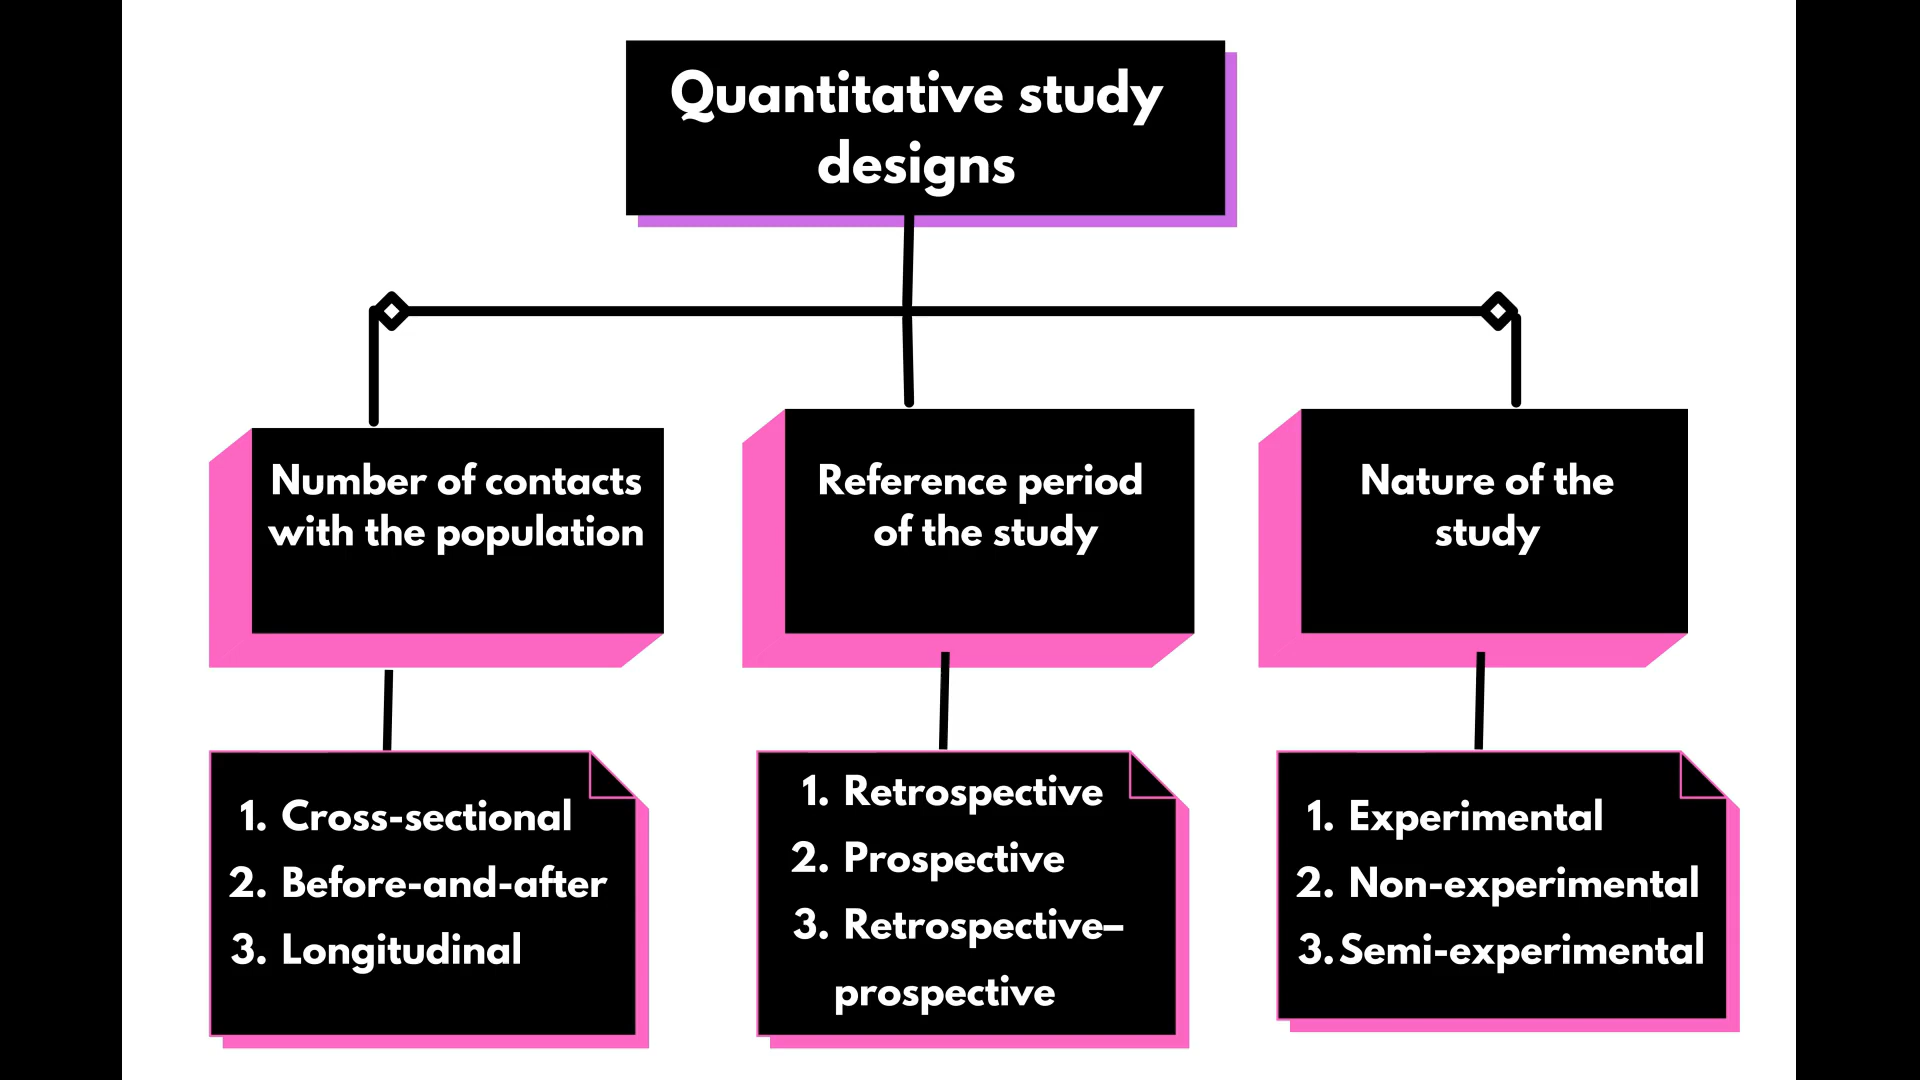 Quantitative study
designs
Number of contacts
with the population
Reference period
of the study
Nature of the
study
1. Cross-sectional
2. Before-and-after
3. Longitudinal
1. Retrospective
2. Prospective
3. Retrospective–
prospective
1. Experimental
2. Non-experimental
3. Semi-experimental